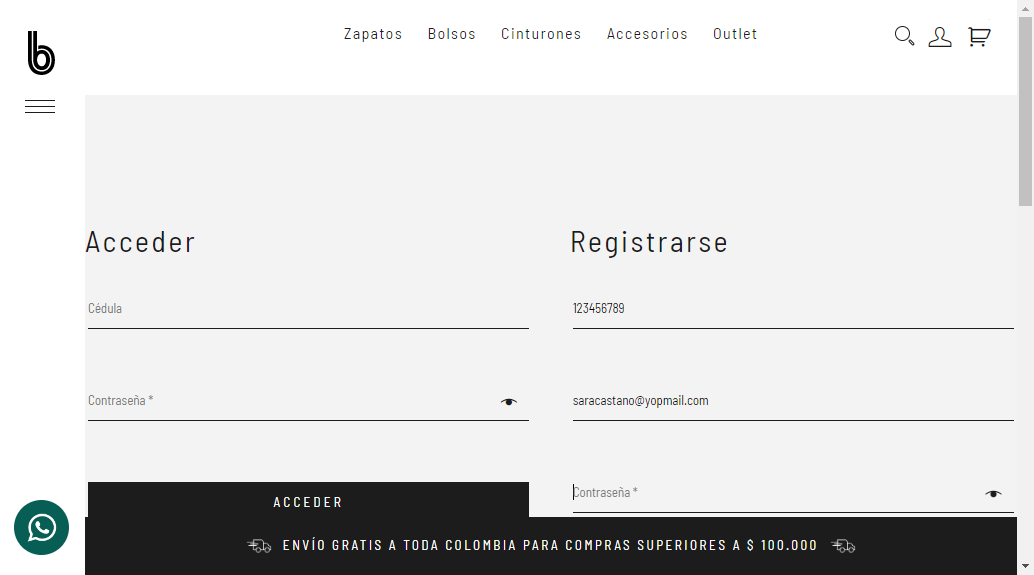 b
Zapatos Bolsos Cinturones Accesorios Outlet
Acceder
Cédula
Contraseña *
ACCEDER
Registrarse
123456789
saracastano@yopmail.com
Contraseña *
ENVÍO GRATIS A TODA COLOMBIA PARA COMPRAS SUPERIORES A $ 100.000